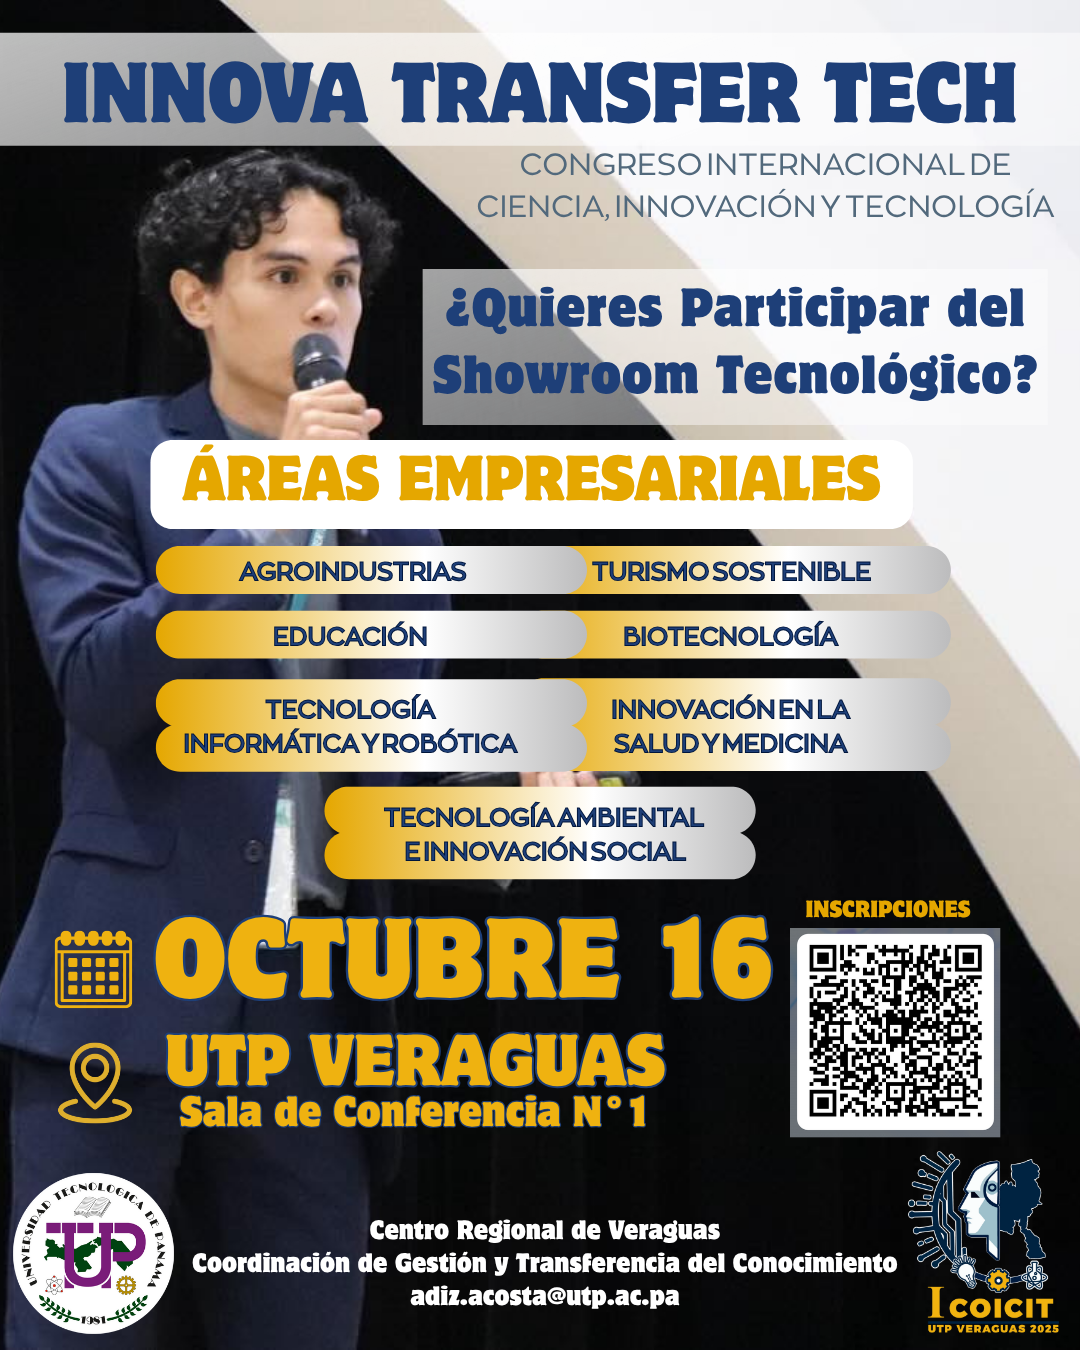 INNOVA TRANSFER TECH
CONGRESO INTERNACIONAL DE
CIENCIA, INNOVACIÓN Y TECNOLOGÍA
¿Quieres Participar del
Showroom Tecnológico?
ÁREAS EMPRESARIALES
AGROINDUSTRIAS
TURISMO SOSTENIBLE
EDUCACIÓN
BIOTECNOLOGÍA
TECNOLOGÍA
INFORMÁTICA Y ROBÓTICA
INNOVACIÓN EN LA
SALUD Y MEDICINA
TECNOLOGÍA AMBIENTAL
E INNOVACIÓN SOCIAL
OCTUBRE 16
INSCRIPCIONES
UTP VERAGUAS
Sala de Conferencia N°1
UNIVERSIDAD TECNOLOGICA DE PANAMA
UTP
1981
Centro Regional de Veraguas
Coordinación de Gestión y Transferencia del Conocimiento
adiz.acosta@utp.ac.pa
I COICIT
UTP VERAGUAS 2025